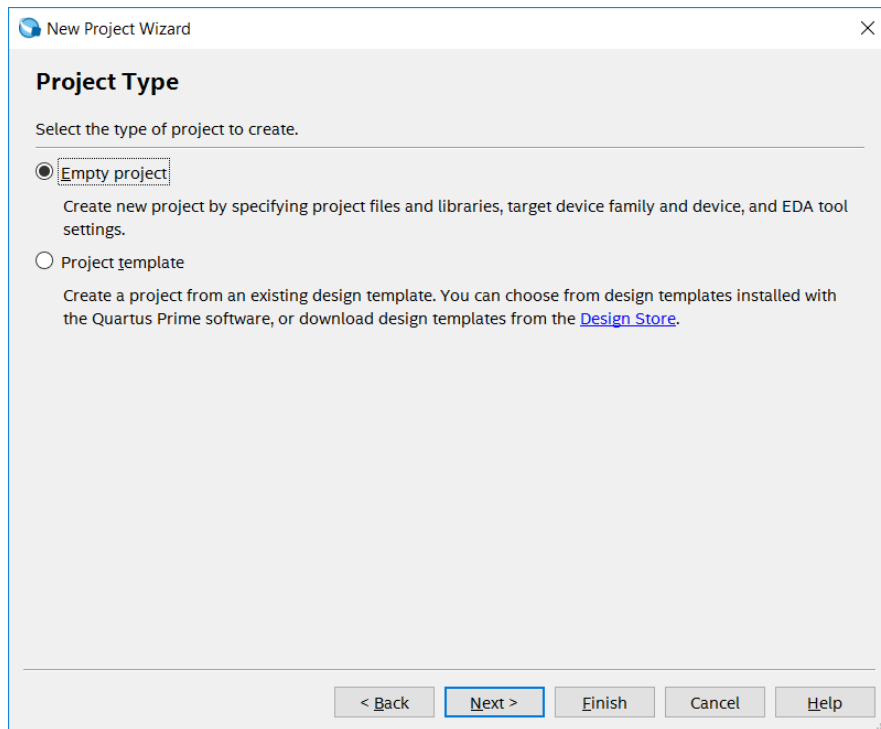 New Project Wizard
Project Type
Select the type of project to create.
Empty project
Create new project by specifying project files and libraries, target device family and device, and EDA tool
settings.
Project template
Create a project from an existing design template. You can choose from design templates installed with
the Quartus Prime software, or download design templates from the Design Store.
< Back Next > Finish Cancel Help